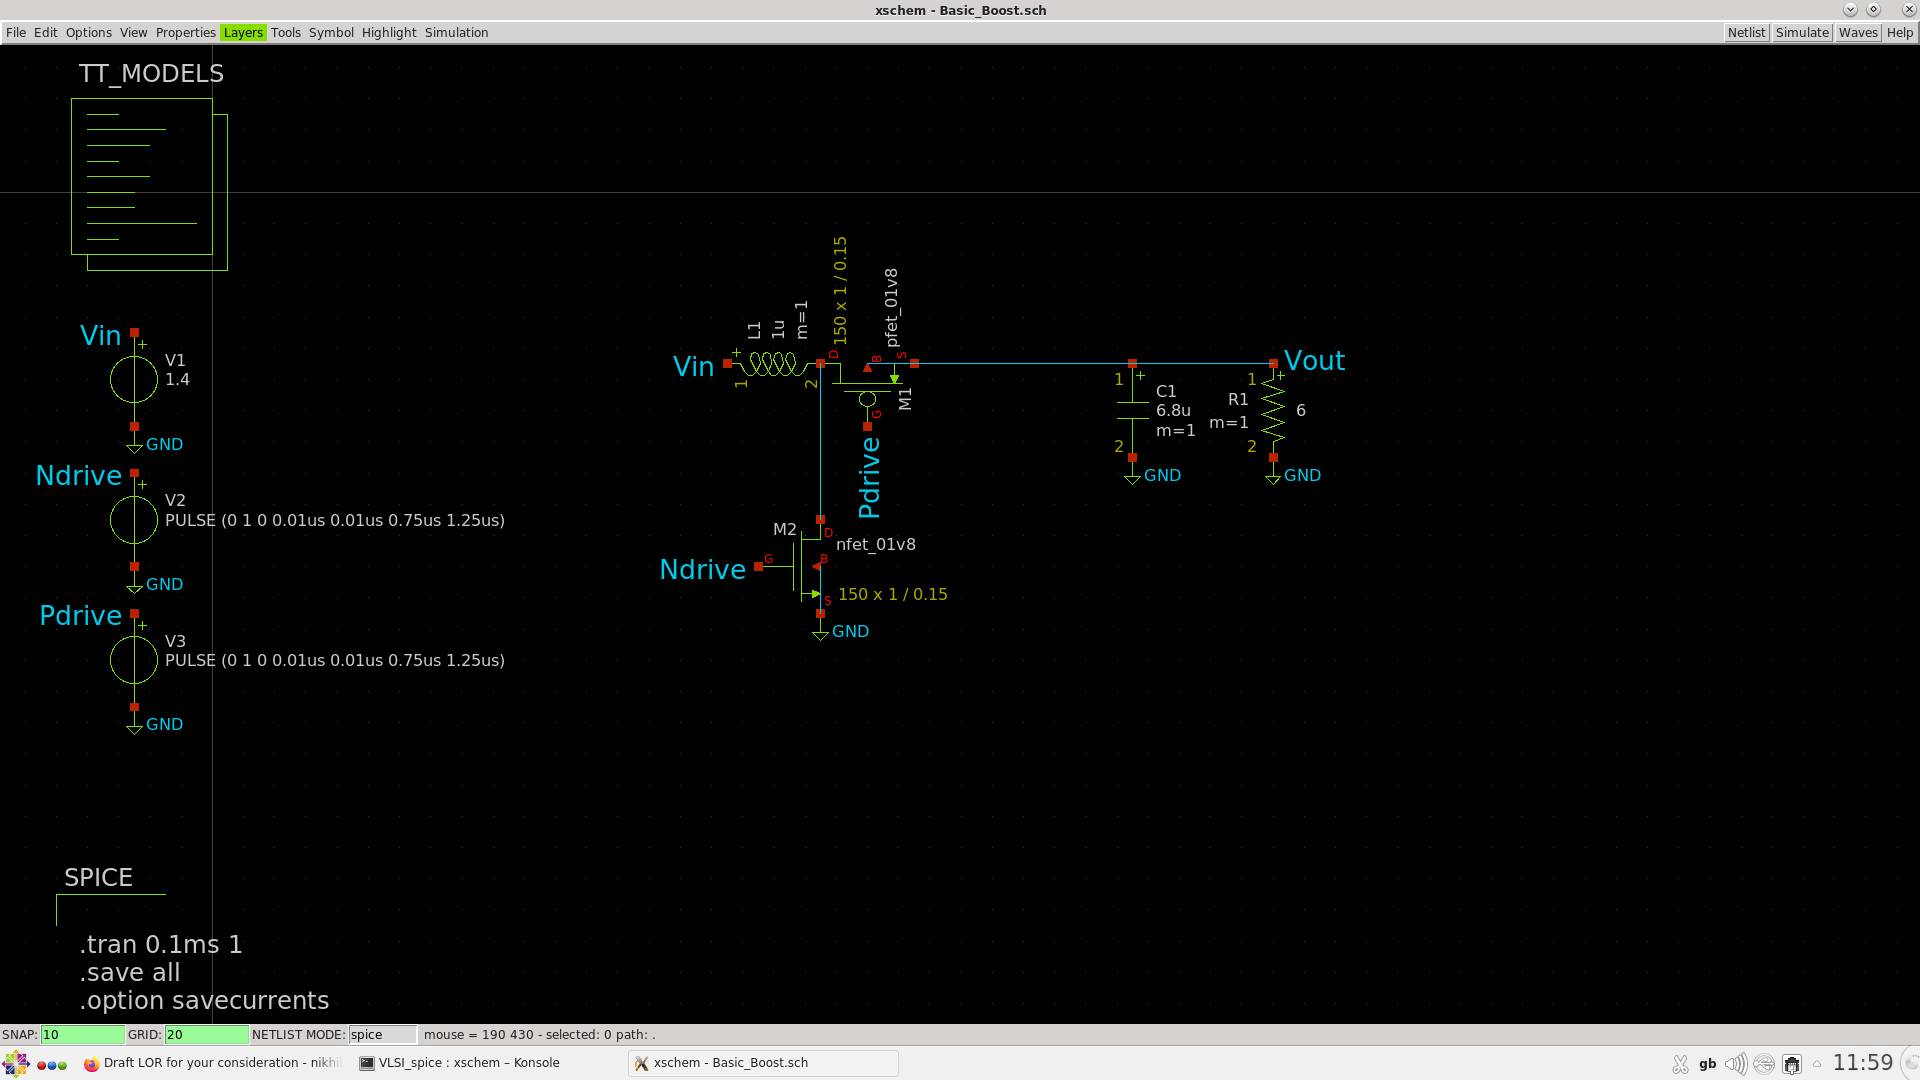 xschem - Basic_Boost.sch
File Edit Options View Properties Layers Tools Symbol Highlight Simulation Netlist Simulate Waves Help
TT_MODELS
Vin
+
V1
1.4
GND
Ndrive
+
V2
PULSE (0 1 0 0.01us 0.01us 0.75us 1.25us)
GND
Pdrive
+
V3
PULSE (0 1 0 0.01us 0.01us 0.75us 1.25us)
GND
Vin
+
1
L1
1u
m=1
2
D
150 x 1 / 0.15
B
pfet_01v8
S
G
M1
Pdrive
M2
D
nfet_01v8
Ndrive
G
B
150 x 1 / 0.15
S
GND
1
+
C1
6.8u
m=1
2
GND
Vout
1
+
R1
m=1
6
2
GND
SPICE
.tran 0.1ms 1
.save all
.option savecurrents
SNAP: 10 GRID: 20 NETLIST MODE: spice mouse = 190 430 - selected: 0 path: .
Draft LOR for your consideration - nikhi VLSI_spice : xschem – Konsole xschem - Basic_Boost.sch gb 11:59